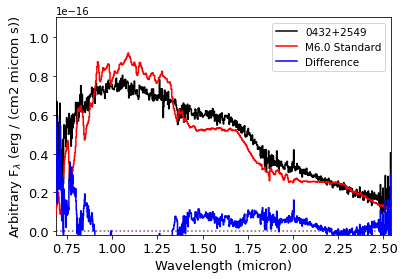 1e−16
0432+2549
M6.0 Standard
Difference
1.0
0.8
0.6
0.4
0.2
0.0
Arbitrary Fλ (erg / (cm2 micron s))
0.75 1.00 1.25 1.50 1.75 2.00 2.25 2.50
Wavelength (micron)